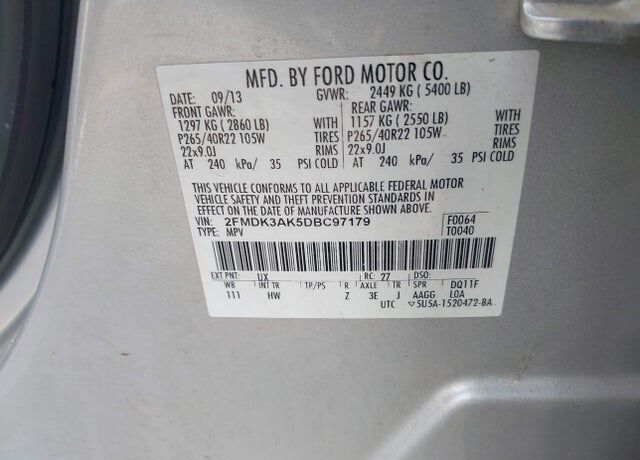 MFD. BY FORD MOTOR CO.
DATE: 09/13 GVWR: 2449 KG ( 5400 LB)
FRONT GAWR: REAR GAWR:
1297 KG ( 2860 LB) WITH 1157 KG ( 2550 LB) WITH
P265/40R22 105W TIRES P265/40R22 105W TIRES
22x9.0J RIMS 22x9.0J RIMS
AT 240 kPa/ 35 PSI COLD AT 240 kPa/ 35 PSI COLD
THIS VEHICLE CONFORMS TO ALL APPLICABLE FEDERAL MOTOR
VEHICLE SAFETY AND THEFT PREVENTION STANDARDS IN
EFFECT ON THE DATE OF MANUFACTURE SHOWN ABOVE.
VIN: 2FMDK3AK5DBC97179 F0064
TYPE: MPV T0040
EXT PNT: UX RC: 27 DSO:
WB INT TR TP/PS R AXLE TR SPR DQ11F
111 HW Z 3E J AAGG LOA
UTC 5U5A-1520472-BA